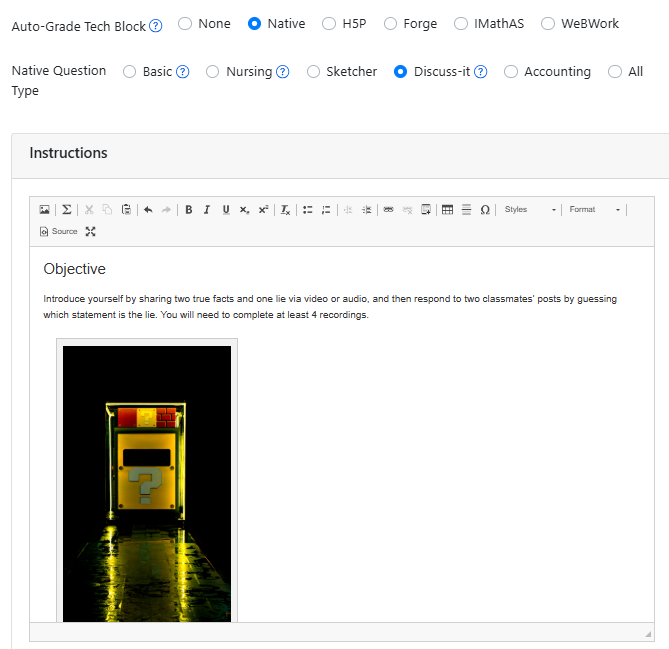 Auto-Grade Tech Block ? None Native H5P Forge IMathAS WeBWork
Native Question Type Basic ? Nursing ? Sketcher Discuss-it ? Accounting All
Instructions
Σ B I U x₂ x² Tx Ω Styles Format
Source
Objective
Introduce yourself by sharing two true facts and one lie via video or audio, and then respond to two classmates' posts by guessing
which statement is the lie. You will need to complete at least 4 recordings.
?